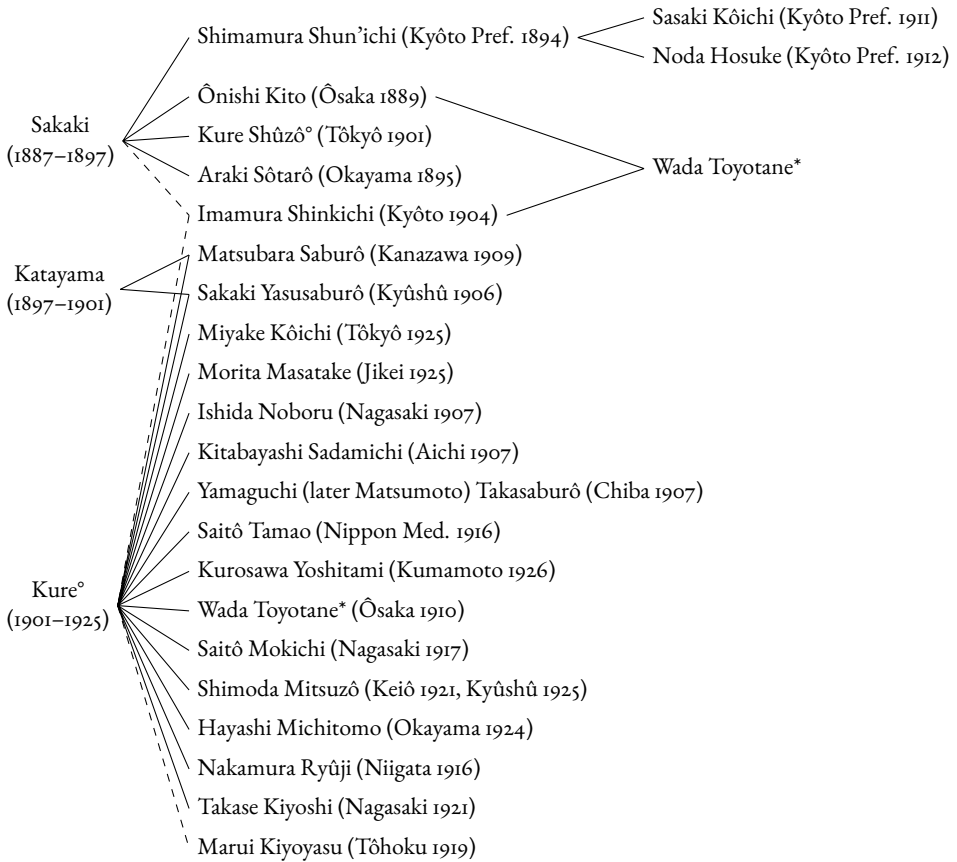 Sakaki
(1887–1897)
Katayama
(1897–1901)
Kure°
(1901–1925)
Shimamura Shun’ichi (Kyôto Pref. 1894)
Ônishi Kito (Ôsaka 1889)
Kure Shûzô° (Tôkyô 1901)
Araki Sôtarô (Okayama 1895)
Imamura Shinkichi (Kyôto 1904)
Matsubara Saburô (Kanazawa 1909)
Sakaki Yasusaburô (Kyûshû 1906)
Miyake Kôichi (Tôkyô 1925)
Morita Masatake (Jikei 1925)
Ishida Noboru (Nagasaki 1907)
Kitabayashi Sadamichi (Aichi 1907)
Yamaguchi (later Matsumoto) Takasaburô (Chiba 1907)
Saitô Tamao (Nippon Med. 1916)
Kurosawa Yoshitami (Kumamoto 1926)
Wada Toyotane* (Ôsaka 1910)
Saitô Mokichi (Nagasaki 1917)
Shimoda Mitsuzô (Keiô 1921, Kyûshû 1925)
Hayashi Michitomo (Okayama 1924)
Nakamura Ryûji (Niigata 1916)
Takase Kiyoshi (Nagasaki 1921)
Marui Kiyoyasu (Tôhoku 1919)
Sasaki Kôichi (Kyôto Pref. 1911)
Noda Hosuke (Kyôto Pref. 1912)
Wada Toyotane*